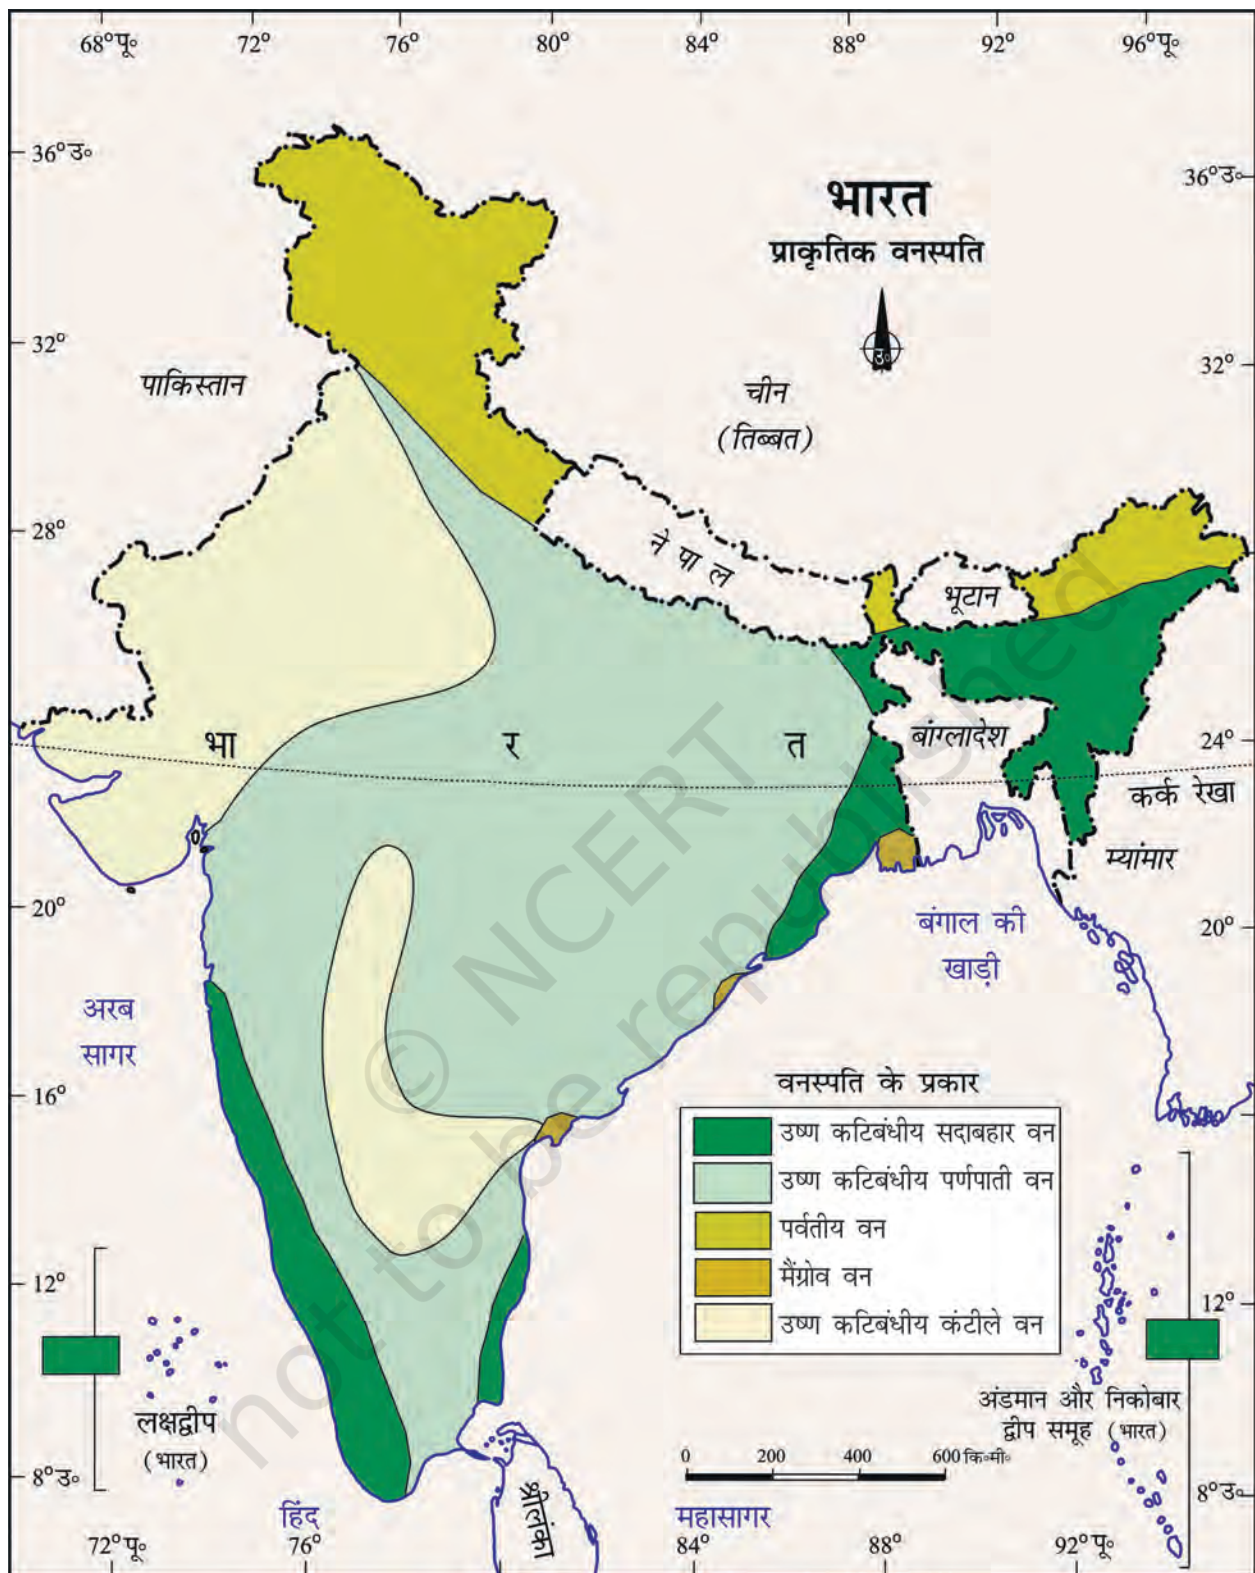 68°पू॰ 72° 76° 80° 84° 88° 92° 96°पू॰
36°उ॰
36°उ॰
भारत
प्राकृतिक वनस्पति
उ॰
32°
32°
पाकिस्तान
चीन
(तिब्बत)
28°
नेपाल
भूटान
भा र त
बांग्लादेश
24°
कर्क रेखा
म्यांमार
20°
20°
बंगाल की
खाड़ी
अरब
सागर
16°
वनस्पति के प्रकार
उष्ण कटिबंधीय सदाबहार वन
उष्ण कटिबंधीय पर्णपाती वन
पर्वतीय वन
मैंग्रोव वन
उष्ण कटिबंधीय कंटीले वन
12°
12°
लक्षद्वीप
(भारत)
अंडमान और निकोबार
द्वीप समूह (भारत)
0 200 400 600 कि॰मी॰
8°उ॰
8°उ॰
श्रीलंका
हिंद महासागर
72°पू॰ 76° 84° 88° 92°पू॰
© NCERT
not to be republished